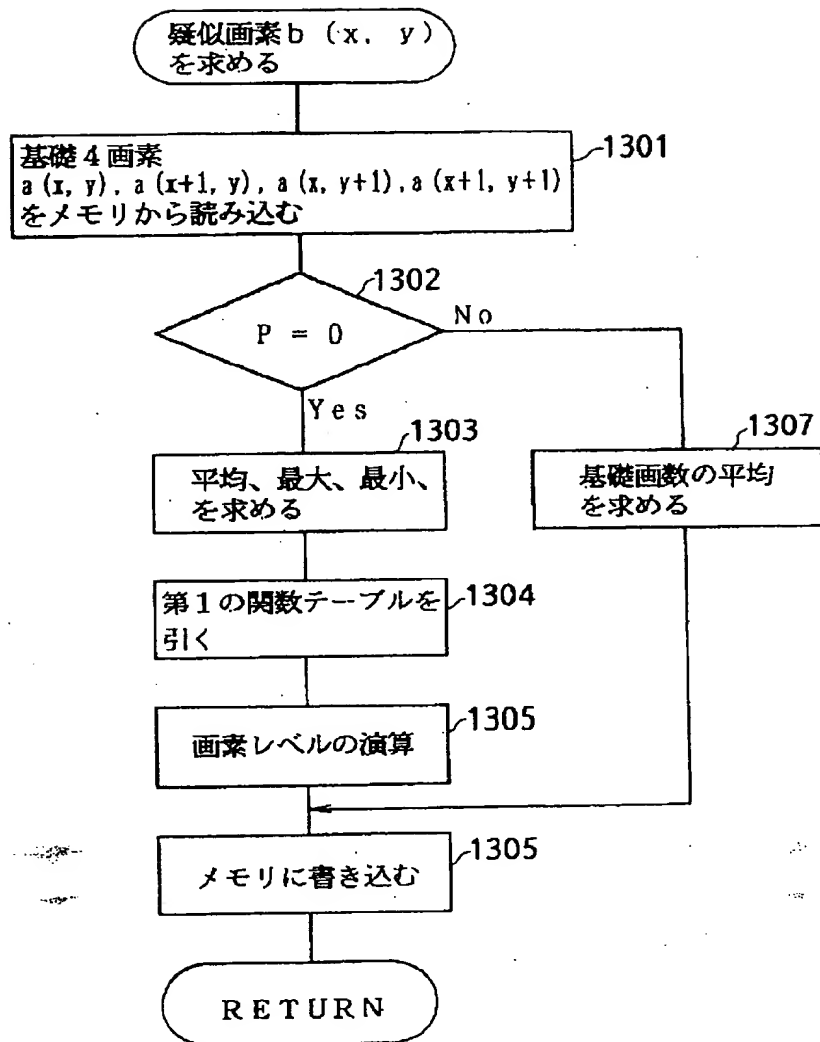 疑似画素b (x, y)
を求める
基礎4画素
a(x, y), a(x+1, y), a(x, y+1), a(x+1, y+1)
をメモリから読み込む
1301
1302
P = 0
No
Yes
1303
平均、最大、最小、
を求める
1307
基礎画数の平均
を求める
第1の関数テーブルを
引く
1304
1305
画素レベルの演算
1305
メモリに書き込む
RETURN